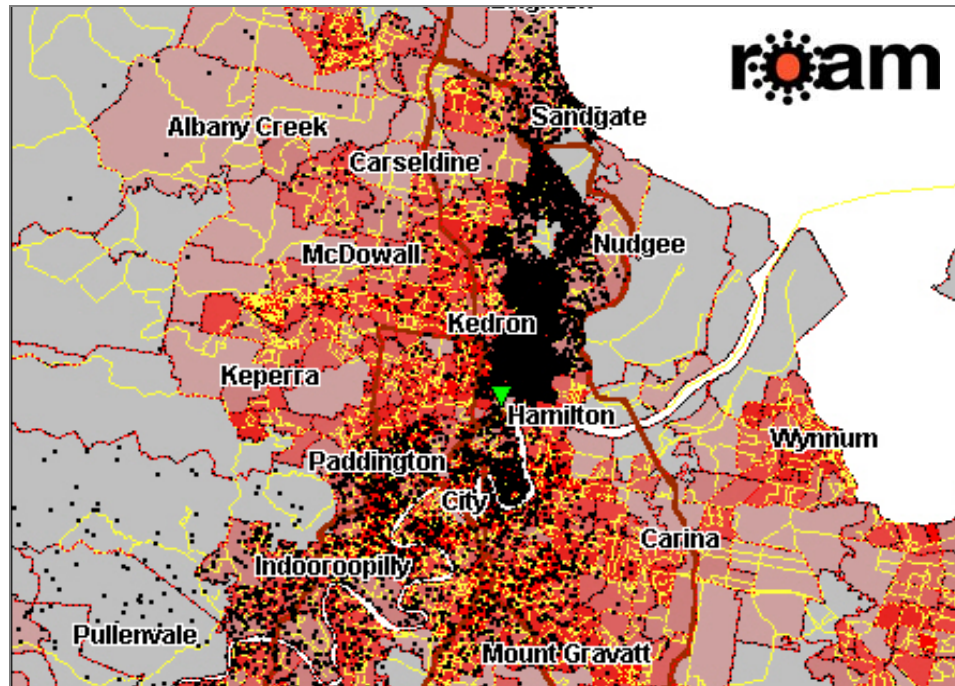 roam
Sandgate
Albany Creek
Carseldine
Nudgee
McDowall
Kedron
Keperra
Hamilton
Wynnum
Paddington
City
Carina
Indooroopilly
Pullenvale
Mount Gravatt